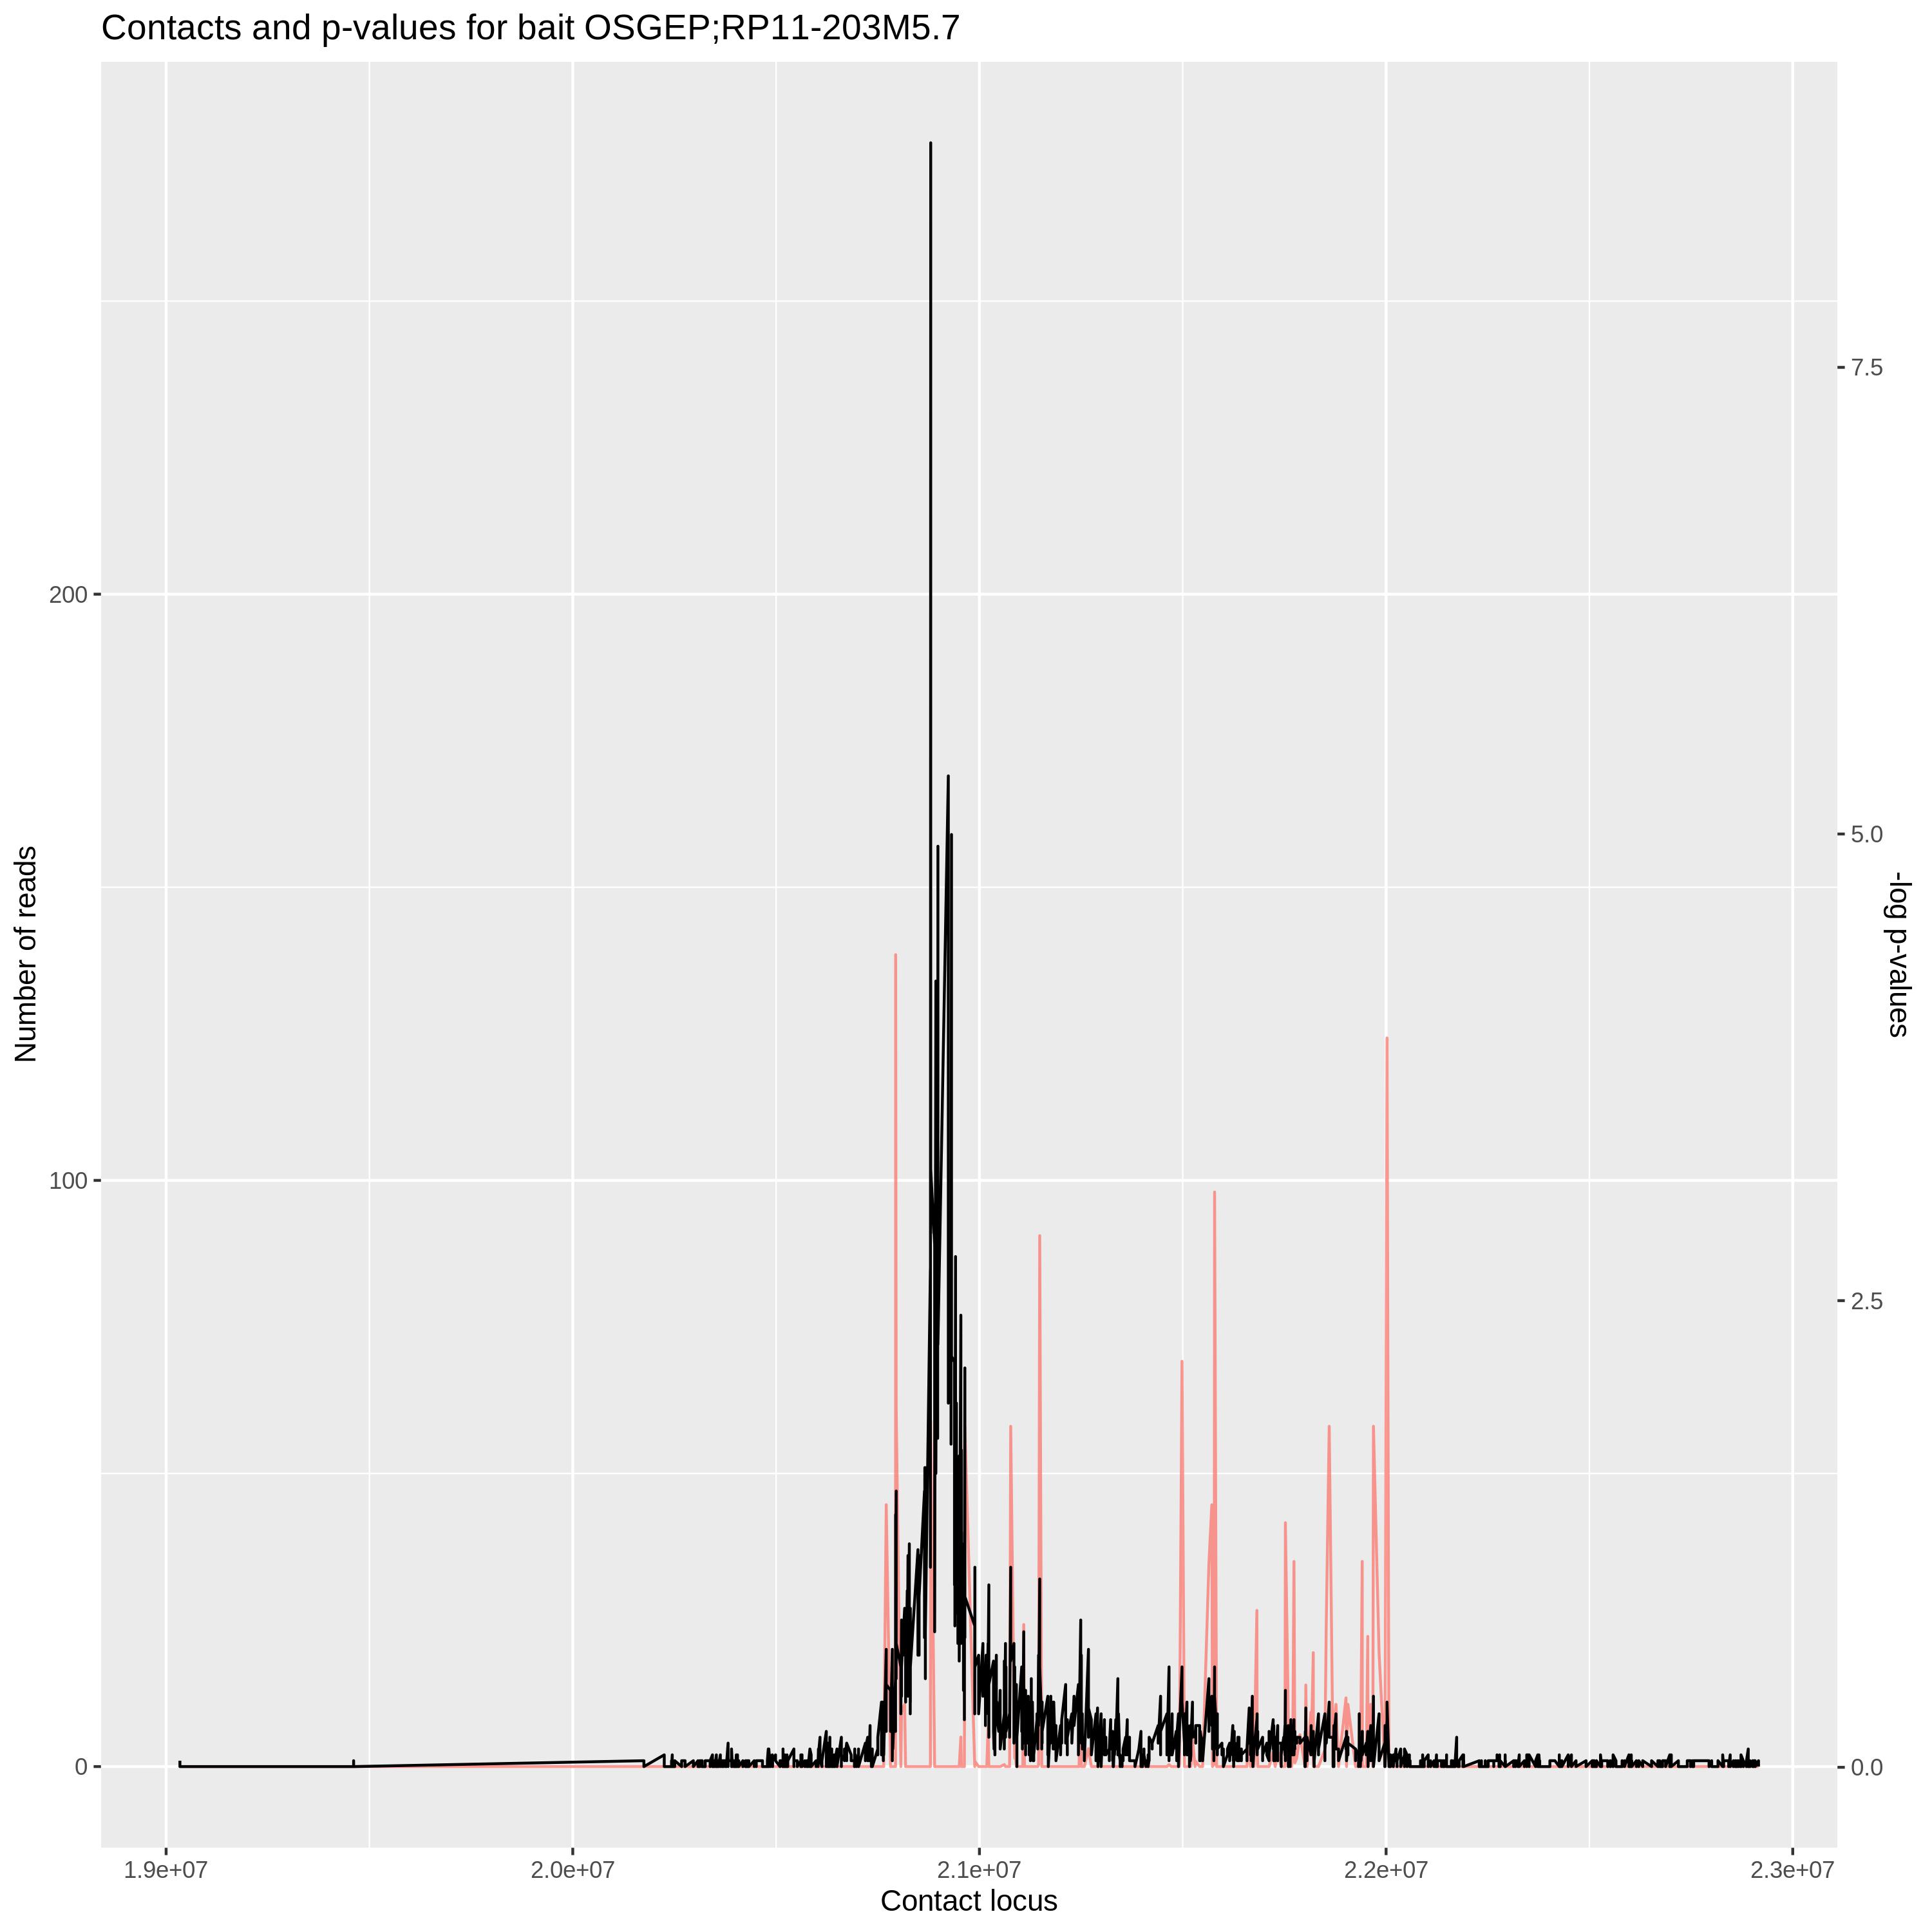 Contacts and p-values for bait OSGEP;RP11-203M5.7
Number of reads
200
100
0
7.5
5.0
2.5
0.0
-log p-values
1.9e+07
2.0e+07
2.1e+07
2.2e+07
2.3e+07
Contact locus